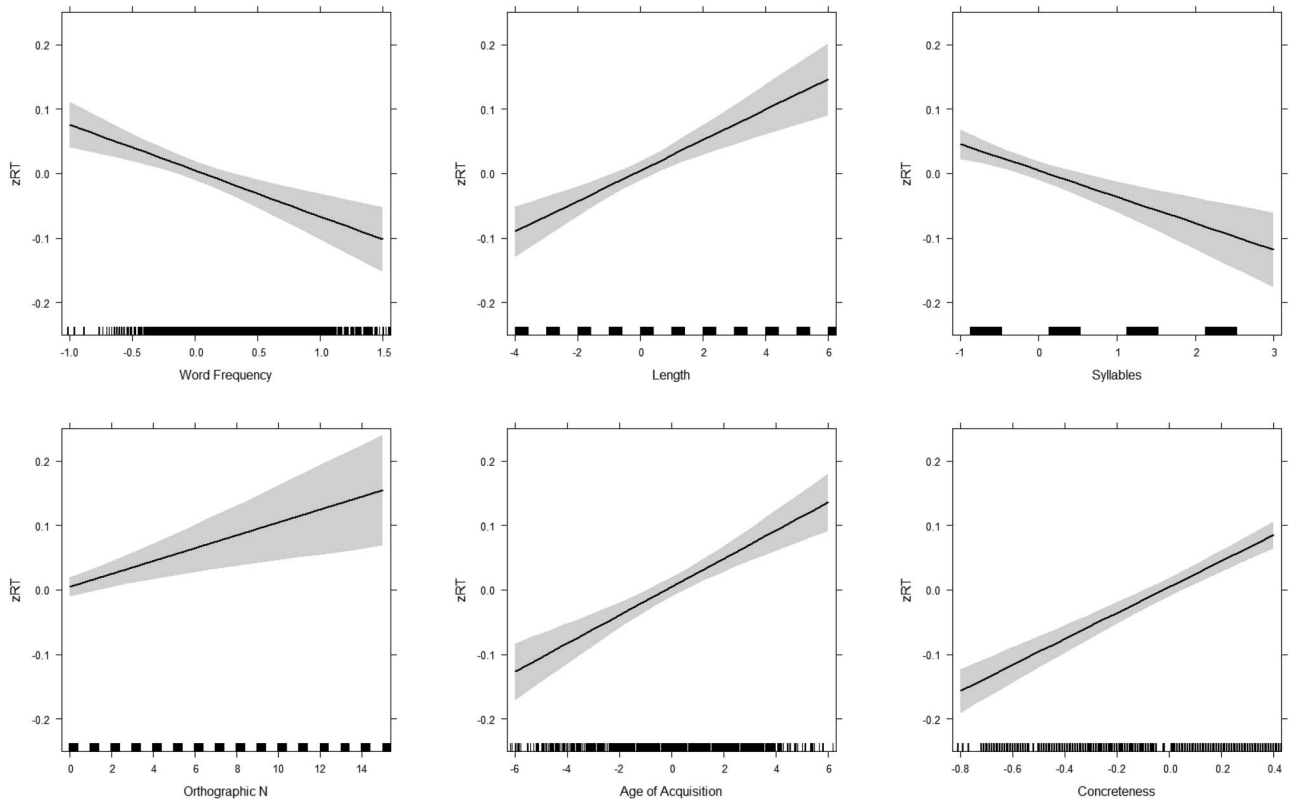 0.2 0.2 0.2
0.1 0.1 0.1
zRT 0.0 zRT 0.0 zRT 0.0
-0.1 -0.1 -0.1
-0.2 -0.2 -0.2
-1.0 -0.5 0.0 0.5 1.0 1.5 -4 -2 0 2 4 6 -1 0 1 2 3
Word Frequency Length Syllables
0.2 0.2 0.2
0.1 0.1 0.1
zRT 0.0 zRT 0.0 zRT 0.0
-0.1 -0.1 -0.1
-0.2 -0.2 -0.2
0 2 4 6 8 10 12 14 -6 -4 -2 0 2 4 6 -0.8 -0.6 -0.4 -0.2 0.0 0.2 0.4
Orthographic N Age of Acquisition Concreteness